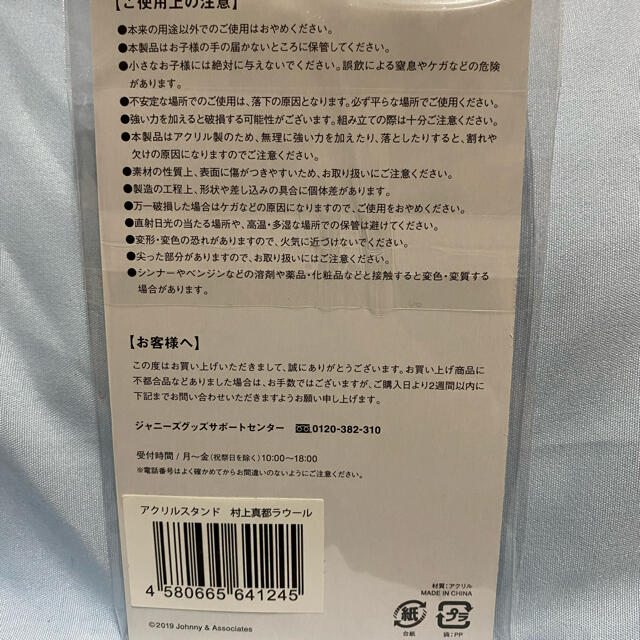 【ご使用上の注意】
●本来の用途以外でのご使用はおやめください。
●本製品はお子様の手の届かないところに保管してください。
●小さなお子様には絶対に与えないでください。誤飲による窒息やケガなどの危険
があります。
●不安定な場所でのご使用は、落下の原因となります。必ず平らな場所でご使用ください。
●強い力を加えると破損する可能性がございます。組み立ての際は十分ご注意ください。
●本製品はアクリル製のため、無理に強い力を加えたり、落としたりすると、割れや
欠けの原因になりますのでご注意ください。
●素材の性質上、表面に傷がつきやすいため、お取り扱いにご注意ください。
●製造の工程上、形状や差し込みの具合に個体差があります。
●万一破損した場合はケガなどの原因になりますので、ご使用をおやめください。
●直射日光の当たる場所や、高温・多湿な場所での保管は避けてください。
●変形・変色の恐れがありますので、火気に近づけないでください。
●尖った部分がありますので、お取り扱いにはご注意ください。
●シンナーやベンジンなどの溶剤や薬品・化粧品などと接触すると変色・変質する
場合があります。
【お客様へ】
この度はお買い上げいただきまして、誠にありがとうございます。お買い上げ商品に
不都合品などありました場合は、お手数ではございますが、ご購入日より2週間以内に
下記までお問い合わせいただきますようお願い申し上げます。
ジャニーズグッズサポートセンター 0120-382-310
受付時間/月〜金(祝祭日を除く)10:00〜18:00
※電話番号はよく確かめてからお間違いのないようにご注意ください。
アクリルスタンド 村上真都ラウール
4 580665 641245
材質:アクリル
MADE IN CHINA
紙
台紙
プラ
袋:PP
©2019 Johnny & Associates